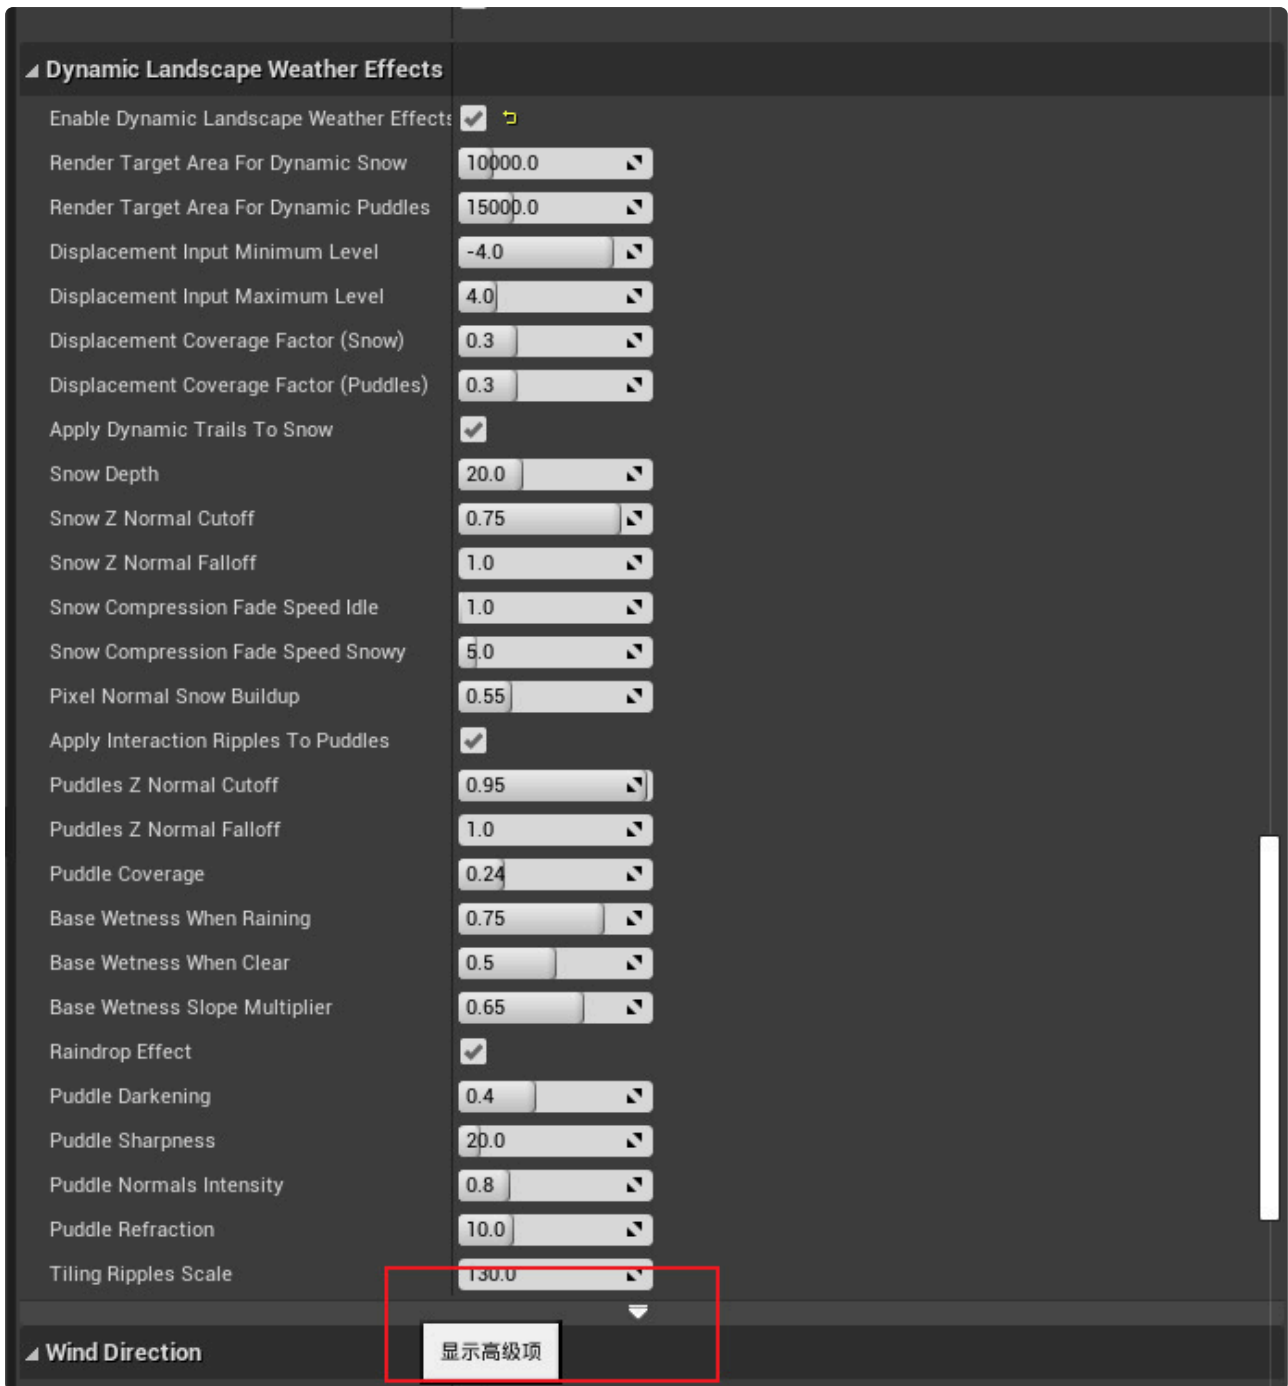 Dynamic Landscape Weather Effects
Enable Dynamic Landscape Weather Effects
Render Target Area For Dynamic Snow 10000.0
Render Target Area For Dynamic Puddles 15000.0
Displacement Input Minimum Level -4.0
Displacement Input Maximum Level 4.0
Displacement Coverage Factor (Snow) 0.3
Displacement Coverage Factor (Puddles) 0.3
Apply Dynamic Trails To Snow
Snow Depth 20.0
Snow Z Normal Cutoff 0.75
Snow Z Normal Falloff 1.0
Snow Compression Fade Speed Idle 1.0
Snow Compression Fade Speed Snowy 5.0
Pixel Normal Snow Buildup 0.55
Apply Interaction Ripples To Puddles
Puddles Z Normal Cutoff 0.95
Puddles Z Normal Falloff 1.0
Puddle Coverage 0.24
Base Wetness When Raining 0.75
Base Wetness When Clear 0.5
Base Wetness Slope Multiplier 0.65
Raindrop Effect
Puddle Darkening 0.4
Puddle Sharpness 20.0
Puddle Normals Intensity 0.8
Puddle Refraction 10.0
Tiling Ripples Scale 130.0
Wind Direction
显示高级项